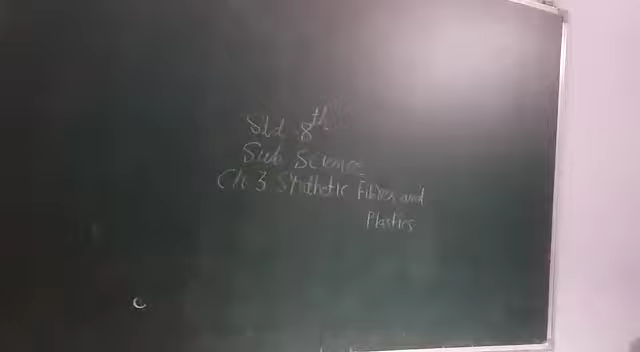 Std 8th
Sub Science
Ch 3 Synthetic Fibres and
Plastics